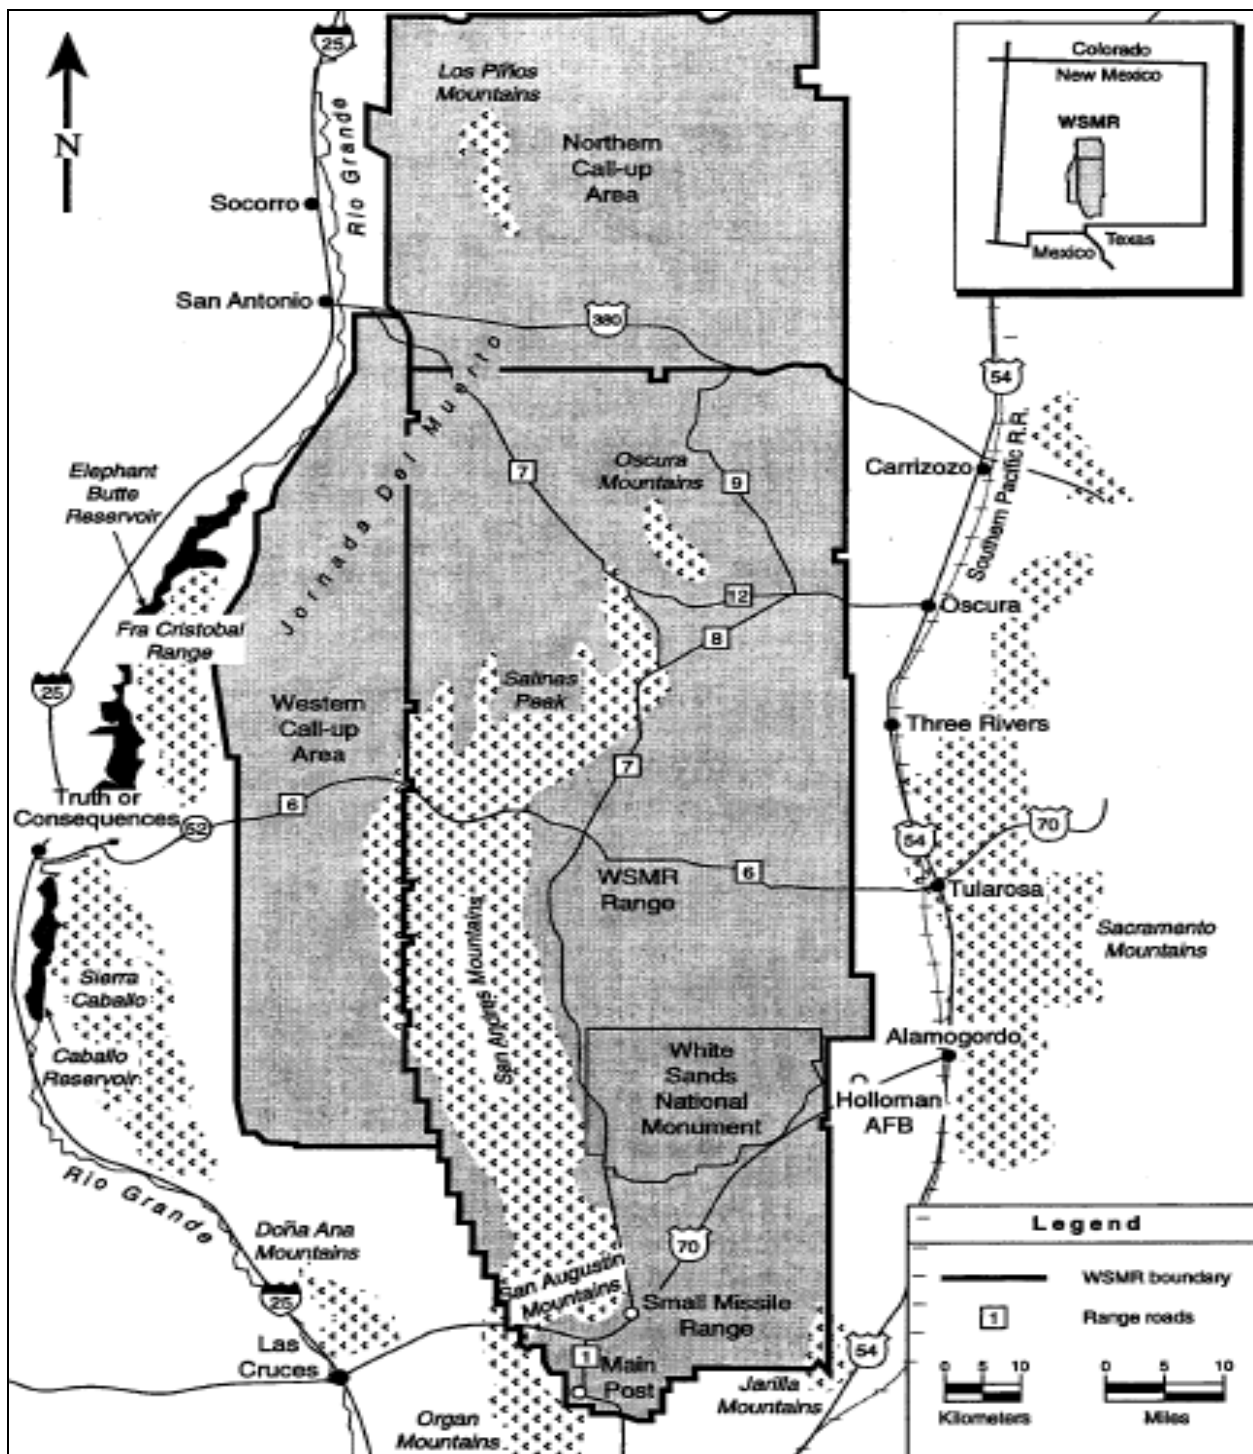 N
25
Rio Grande
Los Piños
Mountains
Northern
Call-up
Area
Colorado
New Mexico
WSMR
Mexico
Texas
Socorro
San Antonio
380
54
Jornada Del Muerto
Elephant
Butte
Reservoir
7
Oscura
Mountains
9
Carrizozo
Southern Pacific R.R.
12
Oscura
Fra Cristobal
Range
8
25
Western
Call-up
Area
Salinas
Peak
Three Rivers
7
Truth or
Consequences
52
6
54
70
WSMR
Range
6
Tularosa
San Andres Mountains
Sacramento
Mountains
Sierra
Caballo
Caballo
Reservoir
White
Sands
National
Monument
Alamogordo
Holloman
AFB
Rio Grande
Doña Ana
Mountains
70
25
San Augustin
Mountains
Small Missile
Range
Las
Cruces
1
Main
Post
54
Jarilla
Mountains
Organ
Mountains
Legend
WSMR boundary
1
Range roads
0 5 10
Kilometers
0 5 10
Miles